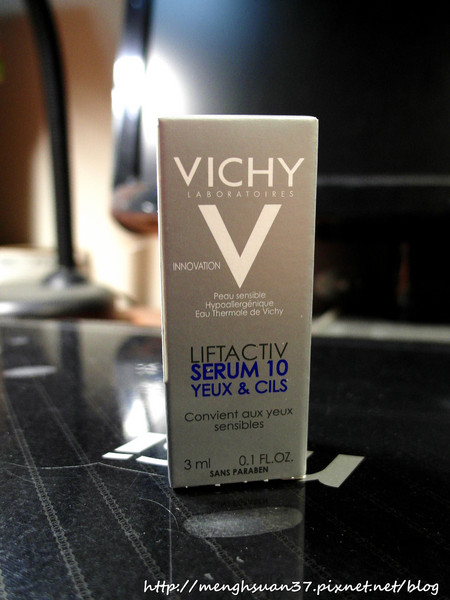 VICHY
LABORATOIRES
V
INNOVATION
Peau sensible
Hypoallergénique
Eau Thermale de Vichy
LIFTACTIV
SERUM 10
YEUX & CILS
Convient aux yeux
sensibles
3 ml 0.1 FL.OZ.
SANS PARABEN
http://menghsuan37.pixnet.net/blog